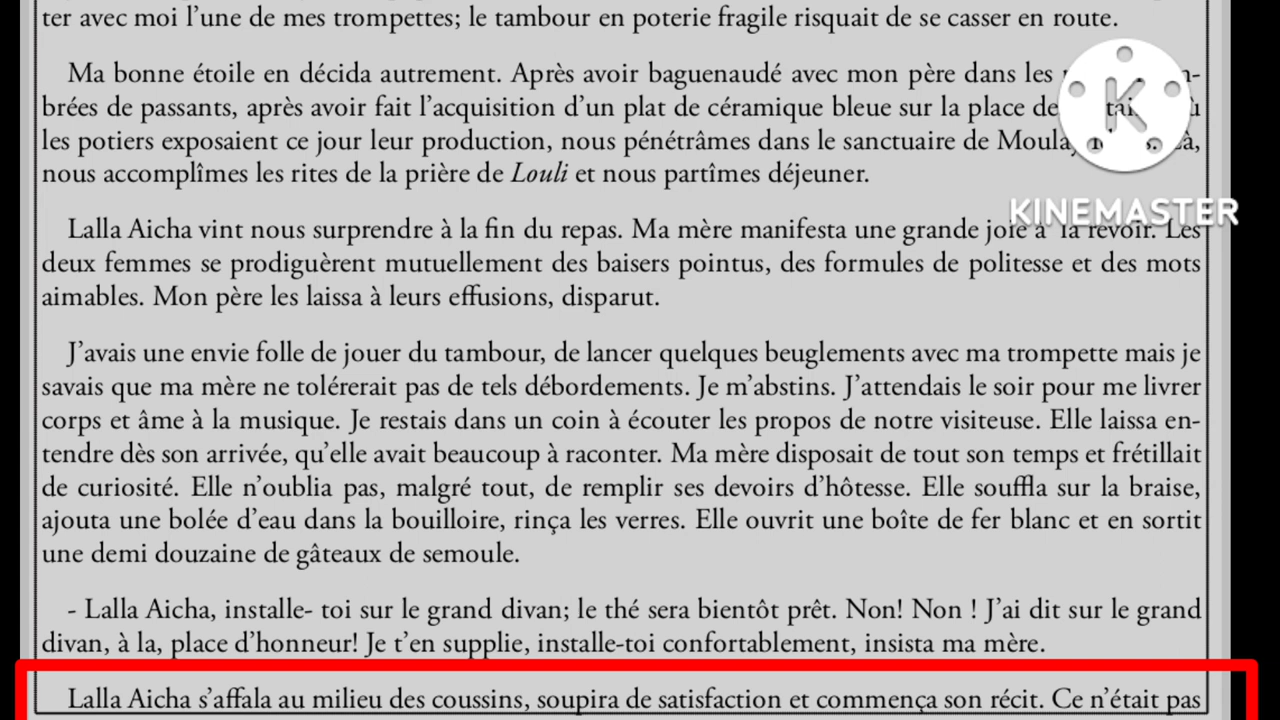 ter avec moi l'une de mes trompettes; le tambour en poterie fragile risquait de se casser en route.
Ma bonne étoile en décida autrement. Après avoir baguenaudé avec mon père dans les
brées de passants, après avoir fait l'acquisition d'un plat de céramique bleue sur la place
les potiers exposaient ce jour leur production, nous pénétrâmes dans le sanctuaire de
nous accomplîmes les rites de la prière de Louli et nous partîmes déjeuner.
KINEMASTER
Lalla Aicha vint nous surprendre à la fin du repas. Ma mère manifesta une grande joie à la revoir. Les
deux femmes se prodiguèrent mutuellement des baisers pointus, des formules de politesse et des mots
aimables. Mon père les laissa à leurs effusions, disparut.
J'avais une envie folle de jouer du tambour, de lancer quelques beuglements avec ma trompette mais je
savais que ma mère ne tolérerait pas de tels débordements. Je m'abstins. J'attendais le soir pour me livrer
corps et âme à la musique. Je restais dans un coin à écouter les propos de notre visiteuse. Elle laissa en-
tendre dès son arrivée, qu'elle avait beaucoup à raconter. Ma mère disposait de tout son temps et frétillait
de curiosité. Elle n'oublia pas, malgré tout, de remplir ses devoirs d'hôtesse. Elle souffla sur la braise,
ajouta une bolée d'eau dans la bouilloire, rinça les verres. Elle ouvrit une boîte de fer blanc et en sortit
une demi douzaine de gâteaux de semoule.
- Lalla Aicha, installe- toi sur le grand divan; le thé sera bientôt prêt. Non! Non ! J'ai dit sur le grand
divan, à la, place d'honneur! Je t'en supplie, installe-toi confortablement, insista ma mère.
Lalla Aicha s'affala au milieu des coussins, soupira de satisfaction et commença son récit. Ce n'était pas